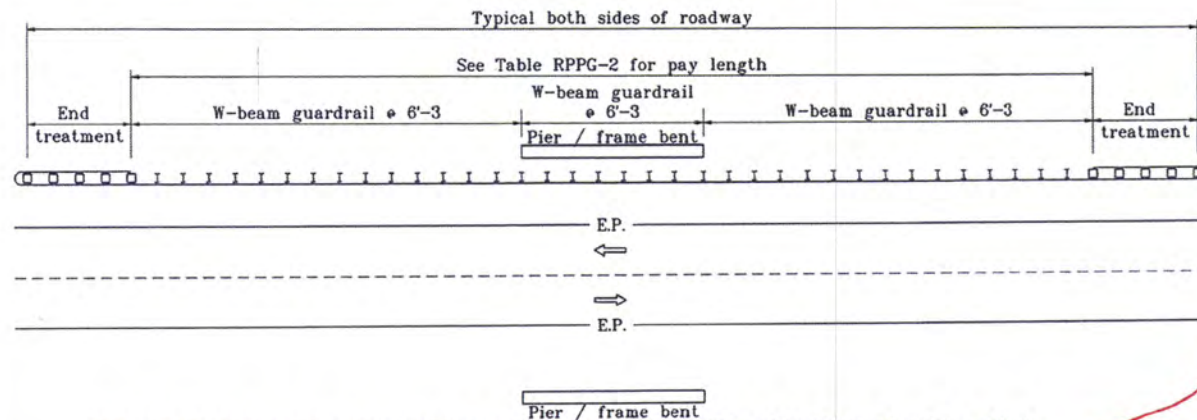 Typical both sides of roadway
See Table RPPG-2 for pay length
W-beam guardrail
End W-beam guardrail @ 6'-3 @ 6'-3 W-beam guardrail @ 6'-3 End
treatment Pier / frame bent treatment
E.P.
E.P.
Pier / frame bent